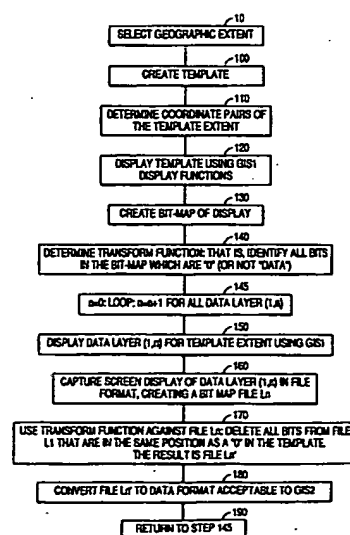 10
SELECT GEOGRAPHIC EXTENT
100
CREATE TEMPLATE
110
DETERMINE COORDINATE PAIRS
OF THE TEMPLATE EXTENT
120
DISPLAY TEMPLATE USING GIS1
DISPLAY FUNCTIONS
130
CREATE BIT-MAP OF DISPLAY
140
DETERMINE TRANSFORM FUNCTION: THAT IS, IDENTIFY ALL BITS
IN THE BIT-MAP WHICH ARE "0" (OR NOT "DATA")
145
n=0: LOOP: n=n+1 FOR ALL DATA LAYER (1,n)
150
DISPLAY DATA LAYER (1,n) FOR TEMPLATE EXTENT USING GIS1
160
CAPTURE SCREEN DISPLAY OF DATA LAYER (1,n) IN FILE
FORMAT, CREATING A BIT MAP FILE Ln
170
USE TRANSFORM FUNCTION AGAINST FILE Ln: DELETE ALL BITS FROM FILE
L1 THAT ARE IN THE SAME POSITION AS A "0" IN THE TEMPLATE.
THE RESULT IS FILE Ln'
180
CONVERT FILE Ln' TO DATA FORMAT ACCEPTABLE TO GIS2
190
RETURN TO STEP 145